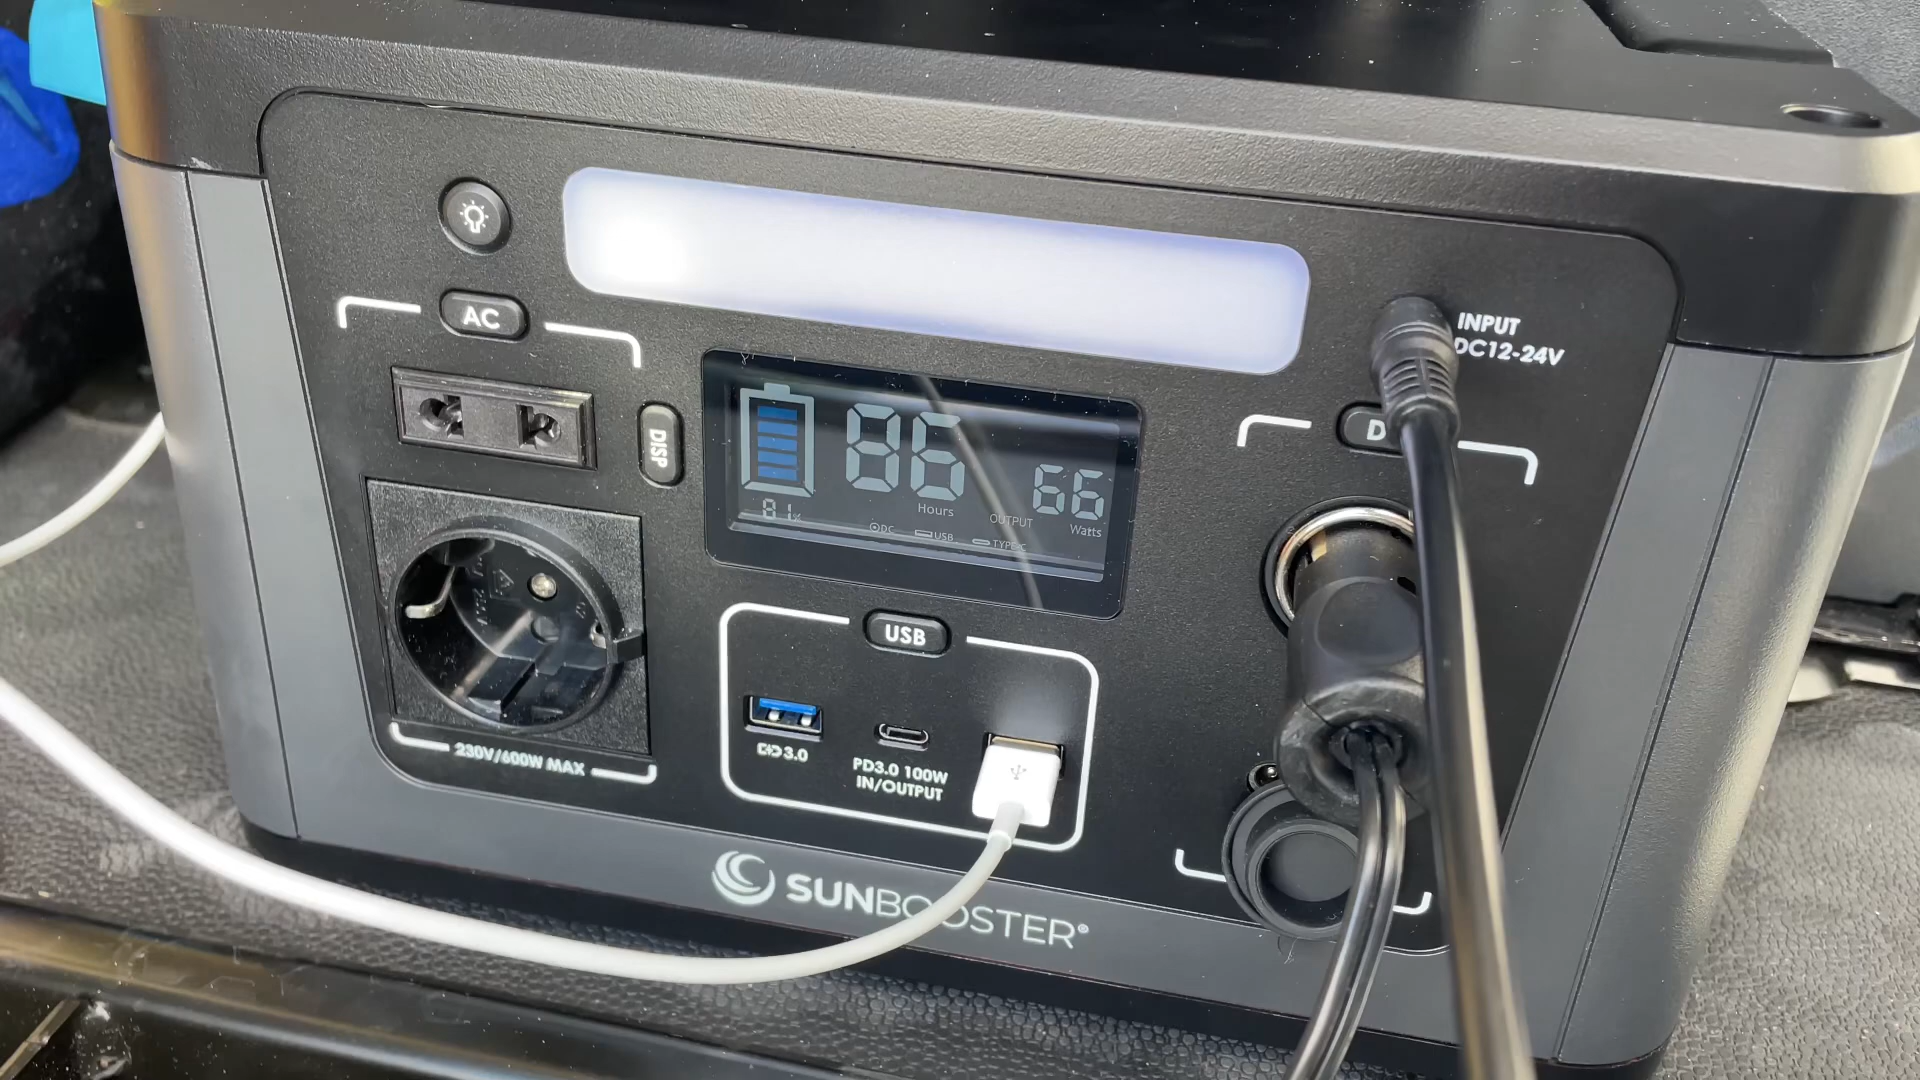 AC
INPUT
DC12-24V
D
DISP
86
Hours
OUTPUT
66
Watts
81%
DC
USB
TYPE-C
USB
3.0
PD3.0 100W
IN/OUTPUT
230V/600W MAX
SUNBOOSTER®